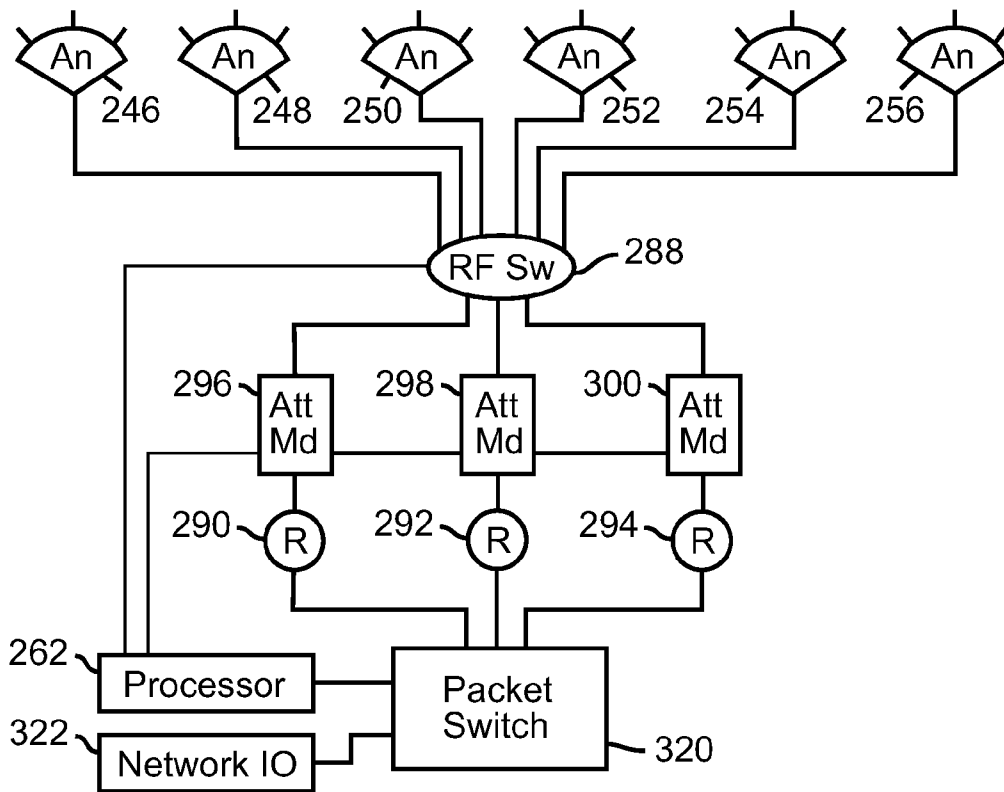 An An An An An An
246 248 250 252 254 256
RF Sw 288
296 298 300
Att Att Att
Md Md Md
290 R 292 R 294 R
262 Processor
Packet
Switch
320
322 Network IO